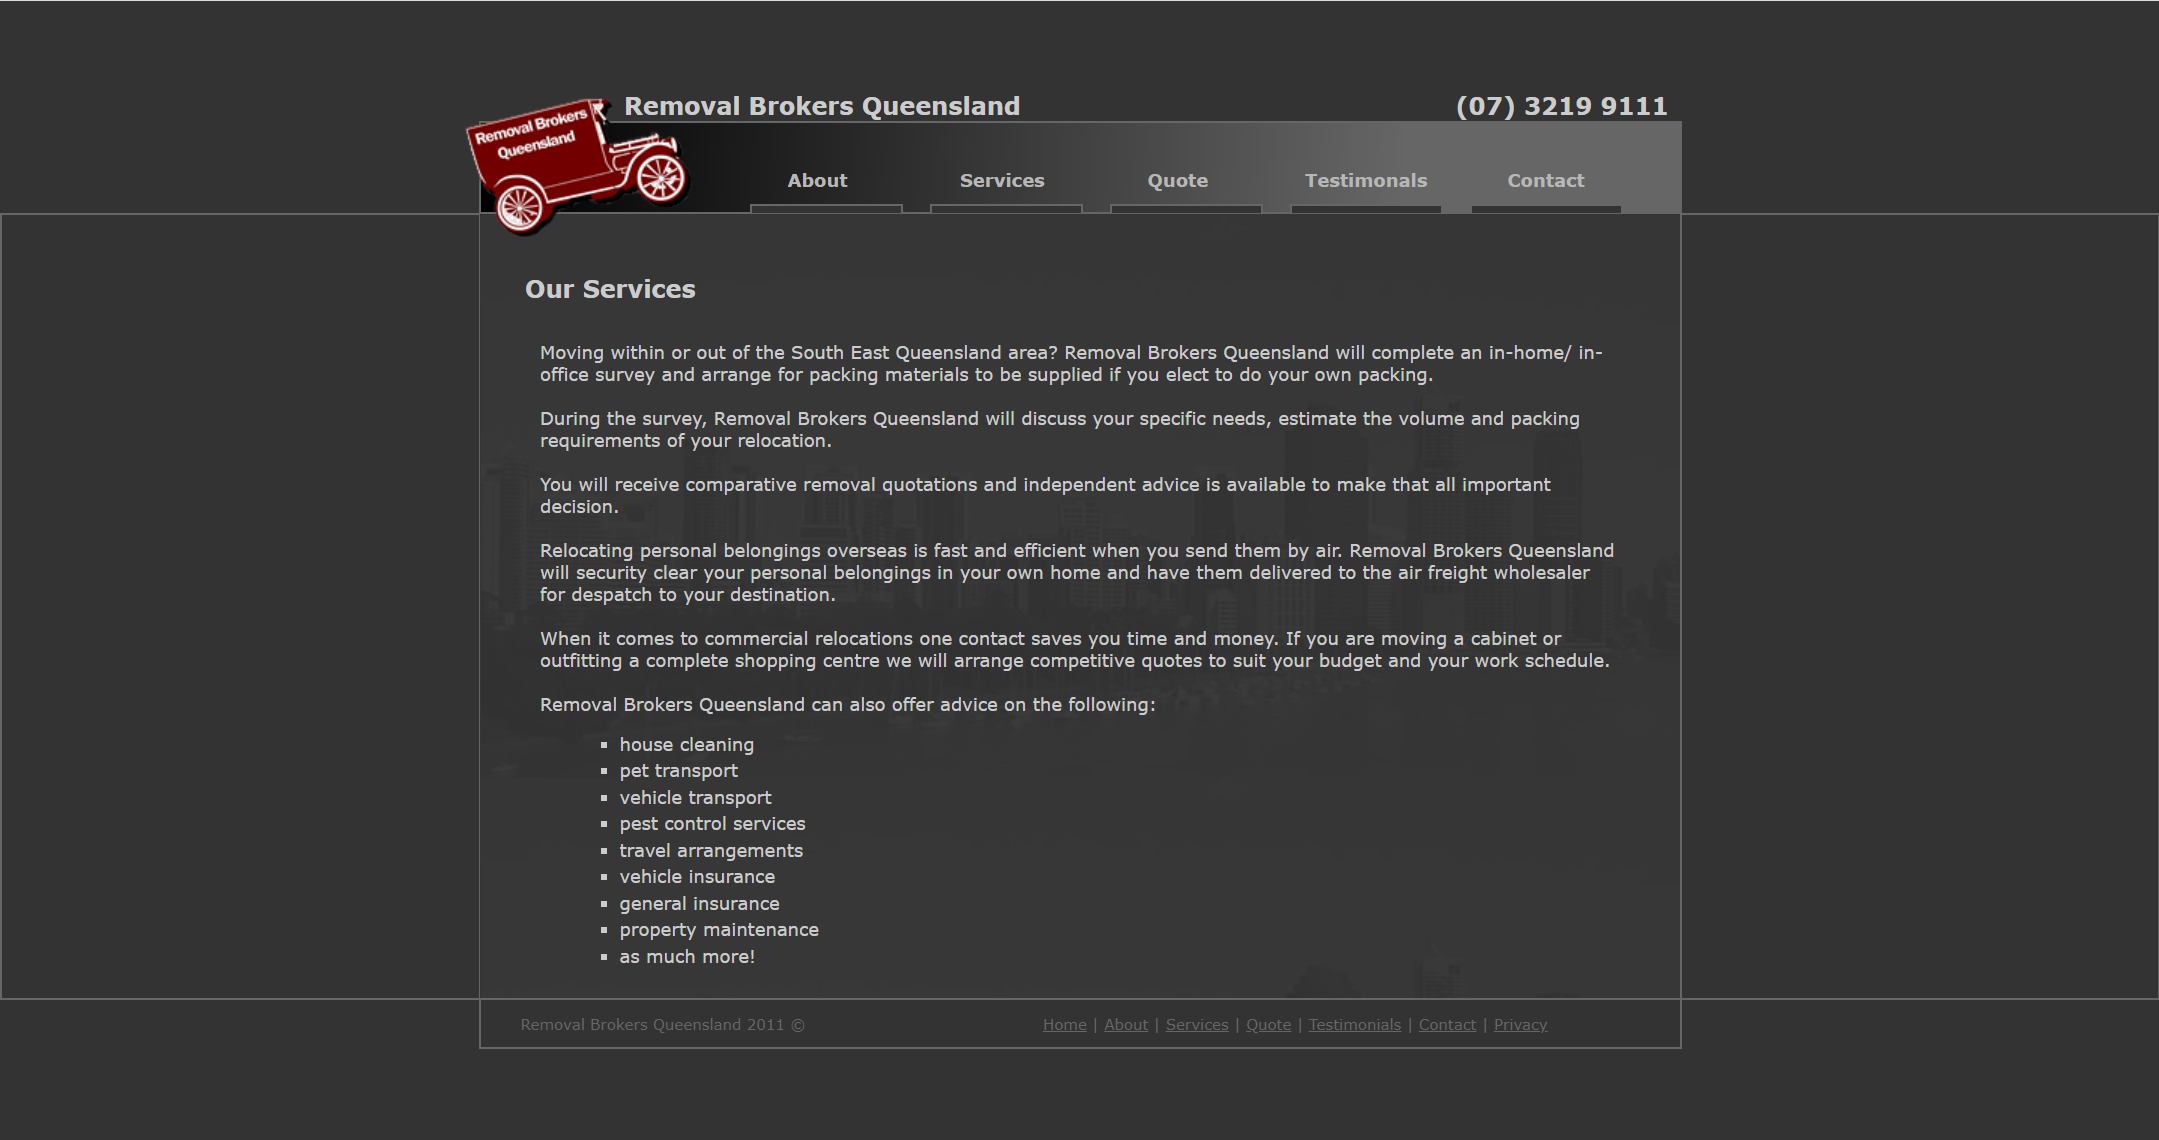 Removal Brokers Queensland
(07) 3219 9111
Removal Brokers
Queensland
About
Services
Quote
Testimonals
Contact
Our Services
Moving within or out of the South East Queensland area? Removal Brokers Queensland will complete an in-home/ in-
office survey and arrange for packing materials to be supplied if you elect to do your own packing.
During the survey, Removal Brokers Queensland will discuss your specific needs, estimate the volume and packing
requirements of your relocation.
You will receive comparative removal quotations and independent advice is available to make that all important
decision.
Relocating personal belongings overseas is fast and efficient when you send them by air. Removal Brokers Queensland
will security clear your personal belongings in your own home and have them delivered to the air freight wholesaler
for despatch to your destination.
When it comes to commercial relocations one contact saves you time and money. If you are moving a cabinet or
outfitting a complete shopping centre we will arrange competitive quotes to suit your budget and your work schedule.
Removal Brokers Queensland can also offer advice on the following:
house cleaning
pet transport
vehicle transport
pest control services
travel arrangements
vehicle insurance
general insurance
property maintenance
as much more!
Removal Brokers Queensland 2011 ©
Home | About | Services | Quote | Testimonials | Contact | Privacy